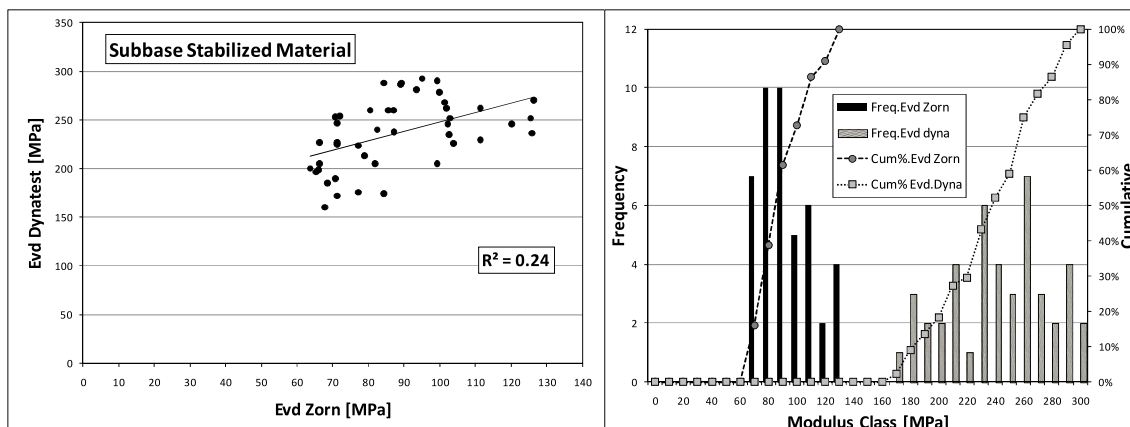 Subbase Stabilized Material
350
300
250
200
150
100
50
0
Evd Dynatest [MPa]
R² = 0.24
0 10 20 30 40 50 60 70 80 90 100 110 120 130 140
Evd Zorn [MPa]
12
10
8
6
4
2
0
Frequency
Freq.Evd Zorn
Freq.Evd dyna
Cum%.Evd Zorn
Cum% Evd.Dyna
100%
90%
80%
70%
60%
50%
40%
30%
20%
10%
0%
Cumulative
0 20 40 60 80 100 120 140 160 180 200 220 240 260 280 300
Modulus Class [MPa]